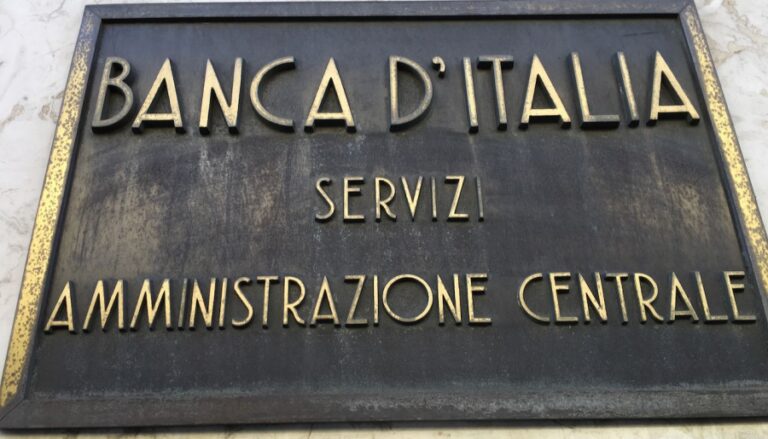 BANCA D'ITALIA
SERVIZI
AMMINISTRAZIONE CENTRALE